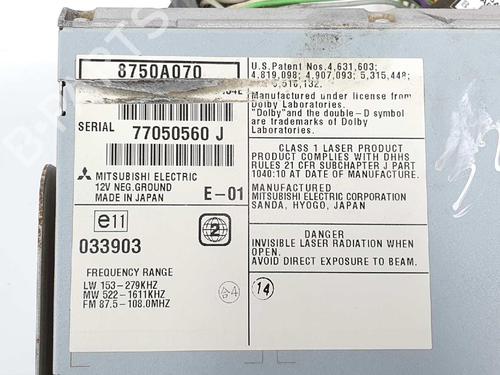 8750A070
SERIAL 77050560 J
MITSUBISHI ELECTRIC
12V NEG.GROUND
MADE IN JAPAN
E-01
e11
033903
2
FREQUENCY RANGE
LW 153-279KHZ
MW 522-1611KHZ
FM 87.5-108.0MHZ
U.S.Patent Nos.4,631,603;
4,819,098; 4,907,093; 5,315,448;
Manufactured under license from
Dolby Laboratories.
"Dolby" and the double-D symbol
are trademarks of Dolby
Laboratories.
CLASS 1 LASER PRODUCT
PRODUCT COMPLIES WITH DHHS
RULES 21 CFR SUBCHAPTER J PART
1040:10 AT DATE OF MANUFACTURE.
MANUFACTURED
MITSUBISHI ELECTRIC CORPORATION
SANDA, HYOGO, JAPAN
DANGER
INVISIBLE LASER RADIATION WHEN
OPEN.
AVOID DIRECT EXPOSURE TO BEAM.
14